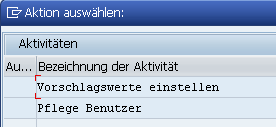 Aktion auswählen:
Aktivitäten
Au... Bezeichnung der Aktivität
Vorschlagswerte einstellen
Pflege Benutzer